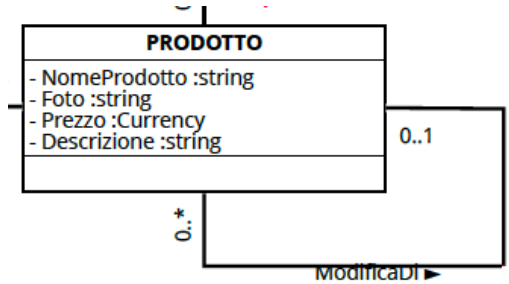 PRODOTTO
- NomeProdotto :string
- Foto :string
- Prezzo :Currency
- Descrizione :string
0..1
0..*
ModificaDi ►